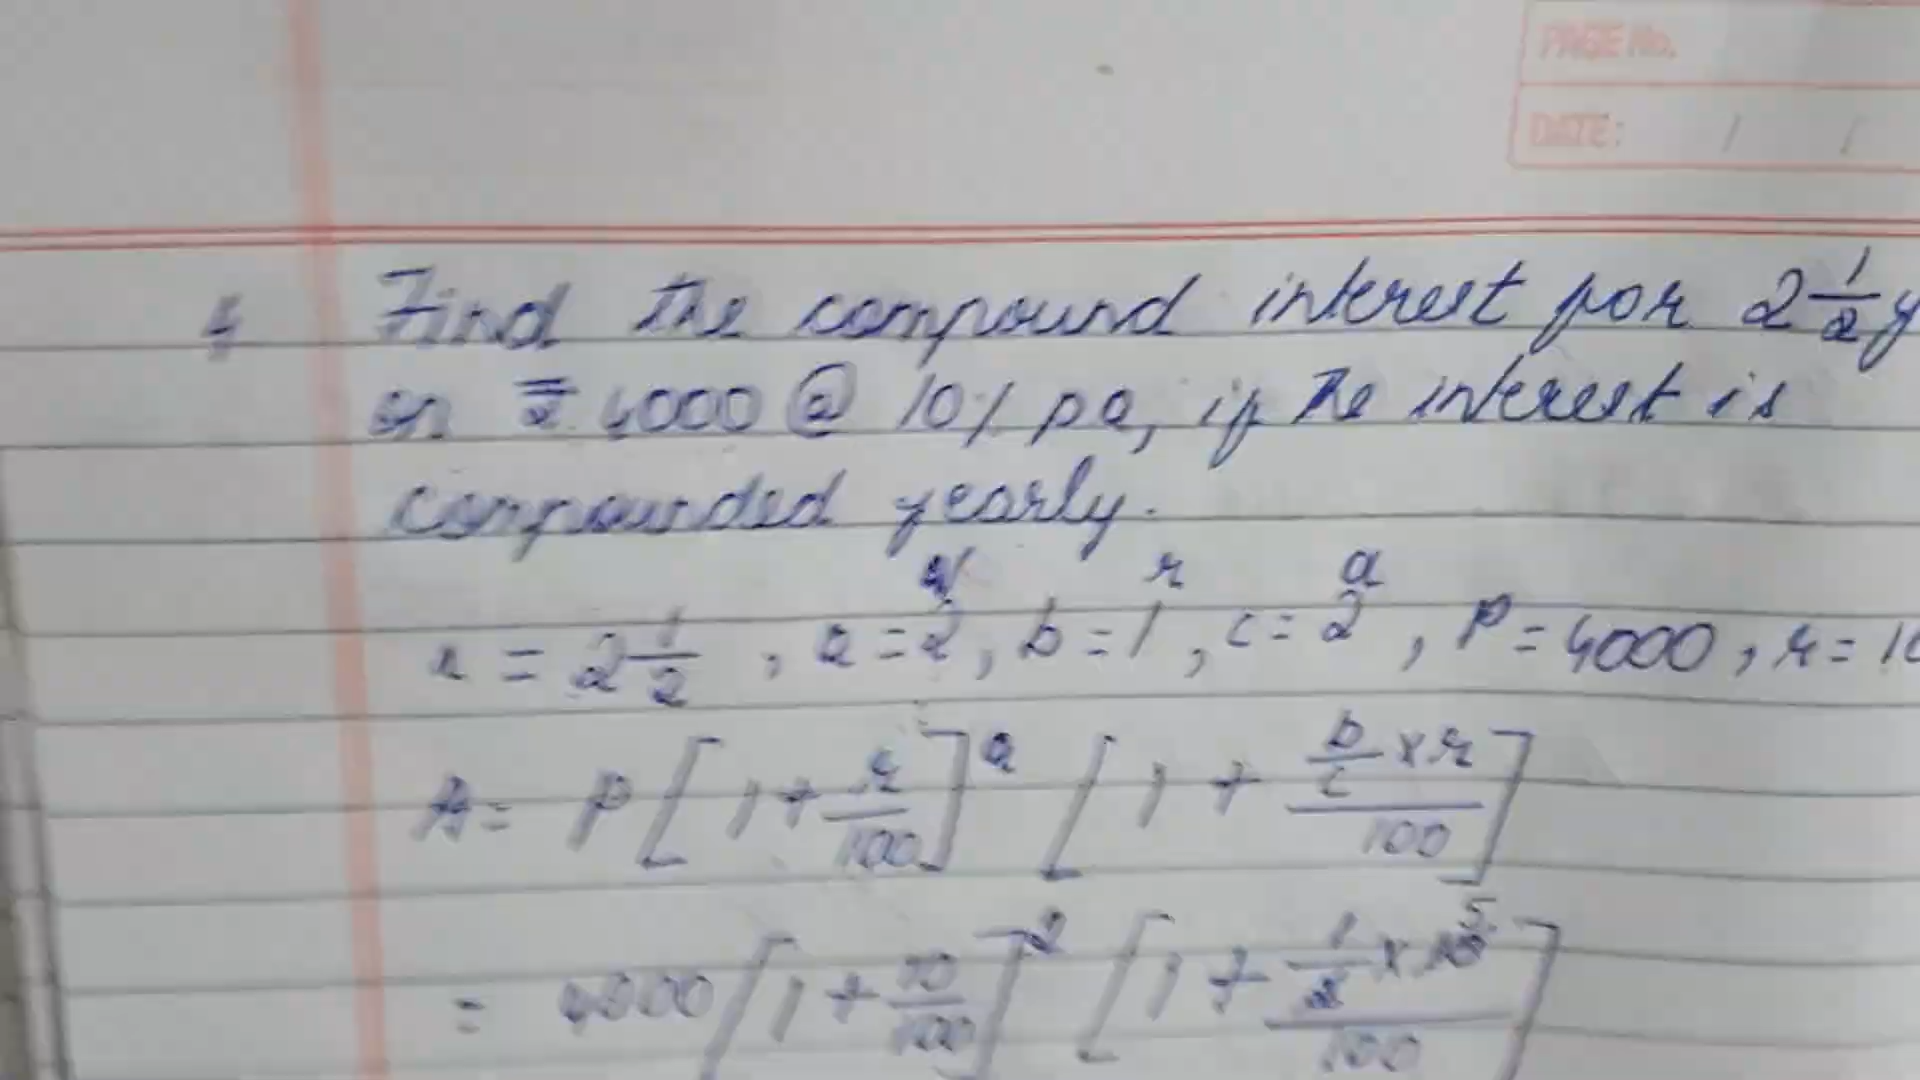 PAGE No.
DATE: / /
4 Find the compound interest for 2 1/2 y
on ₹ 4000 @ 10% pa, if the interest is
compounded yearly.
r a
n = 2 1/2 , a = 2, b = 1, c = 2, P = 4000, r = 10
A = P [1 + r/100]^a [1 + (b/c × r)/100]
= 4000 [1 + 10/100]^2 [1 + (1/2 × 10 5)/100]